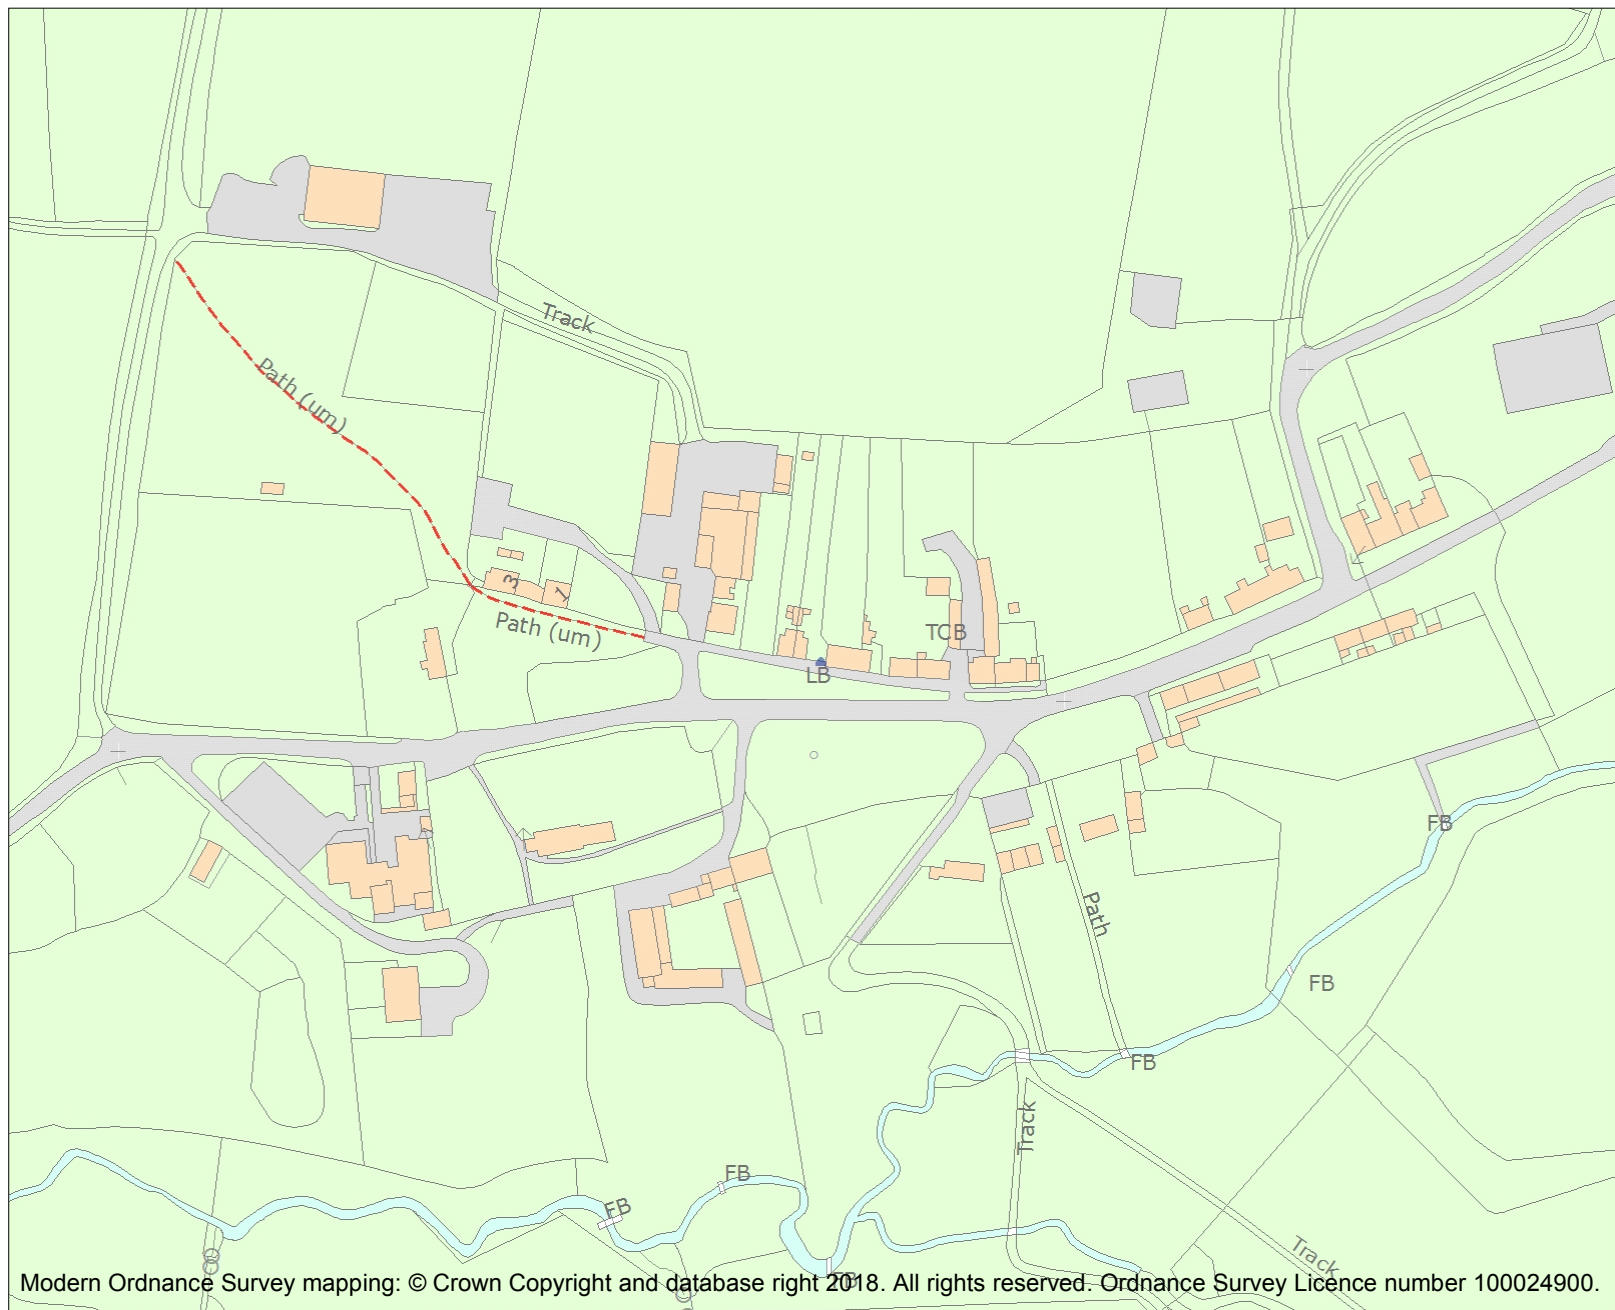 Track
Path (um)
3
1
Path (um)
TCB
LB
FB
Path
FB
FB
Track
FB
FB
Track
FB
Modern Ordnance Survey mapping: © Crown Copyright and database right 2018. All rights reserved. Ordnance Survey Licence number 100024900.